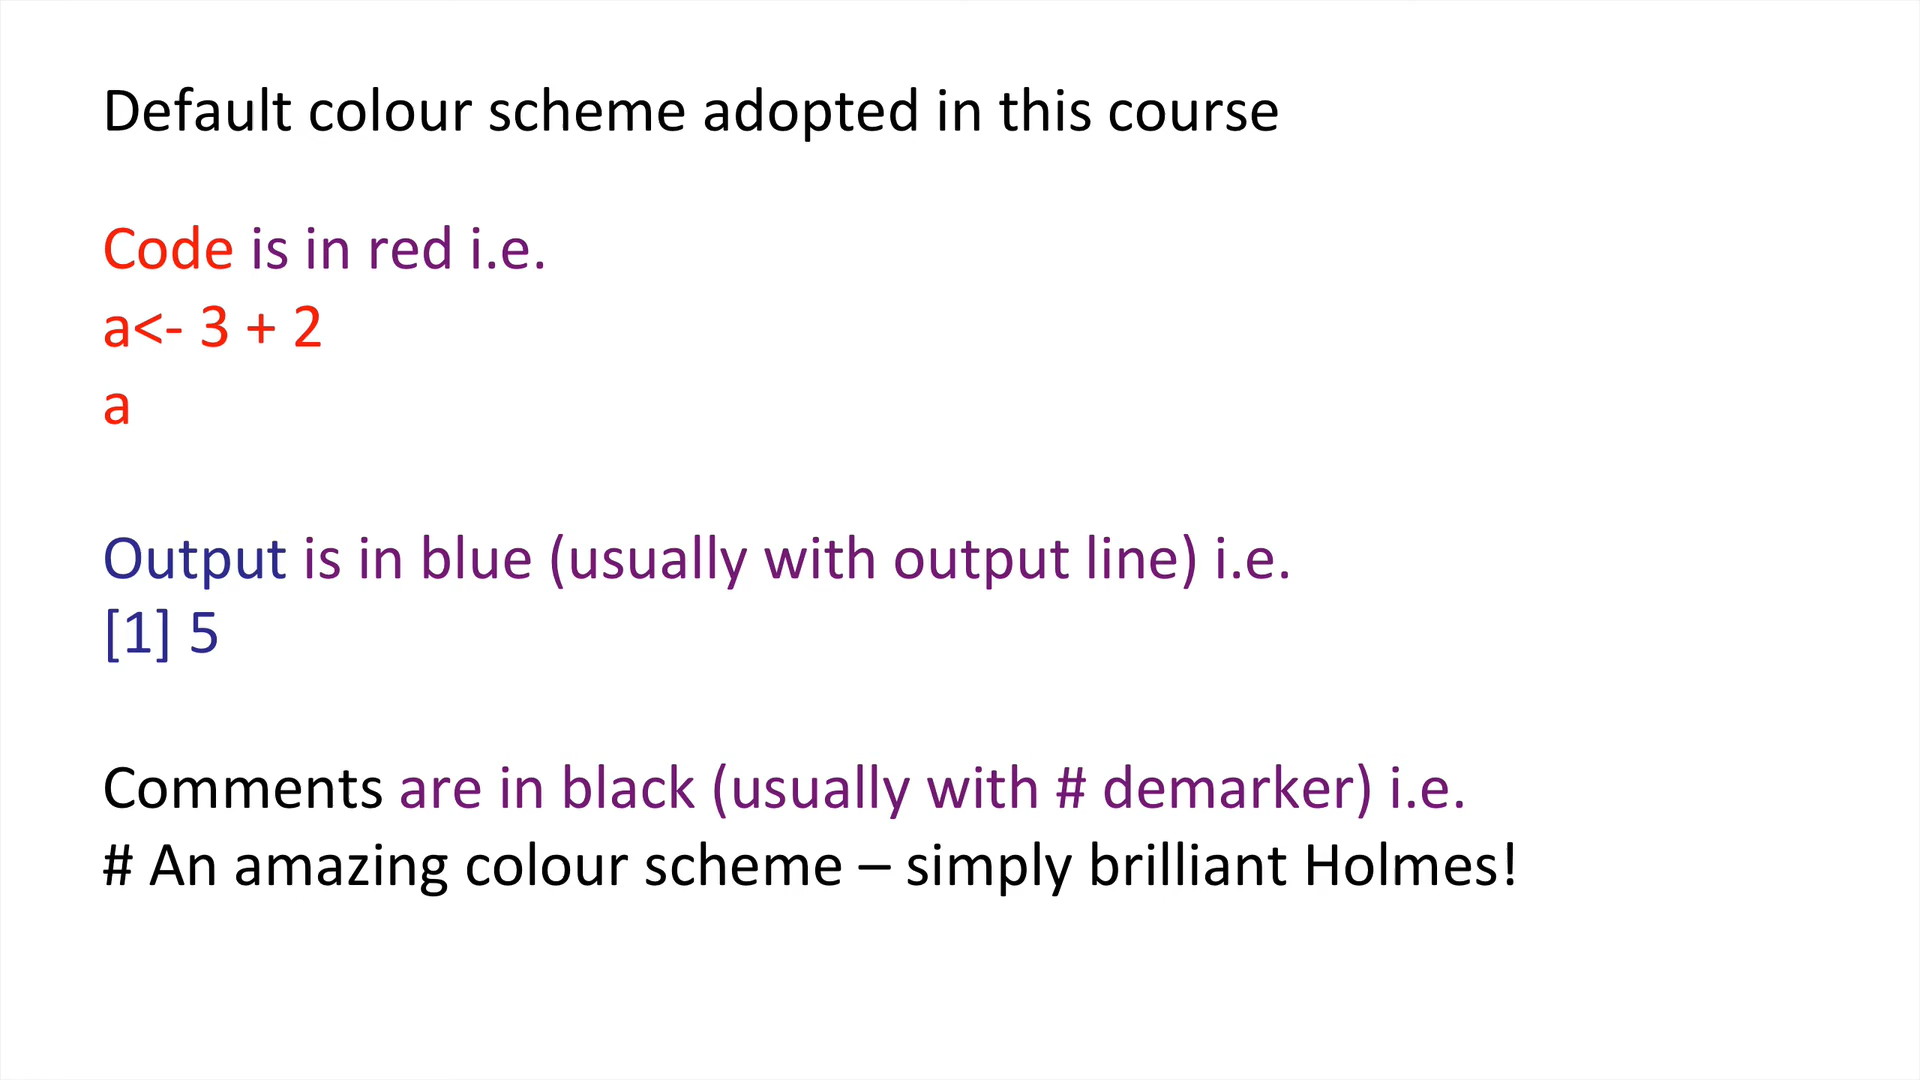 Default colour scheme adopted in this course
Code is in red i.e.
a<- 3 + 2
a
Output is in blue (usually with output line) i.e.
[1] 5
Comments are in black (usually with # demarker) i.e.
# An amazing colour scheme – simply brilliant Holmes!